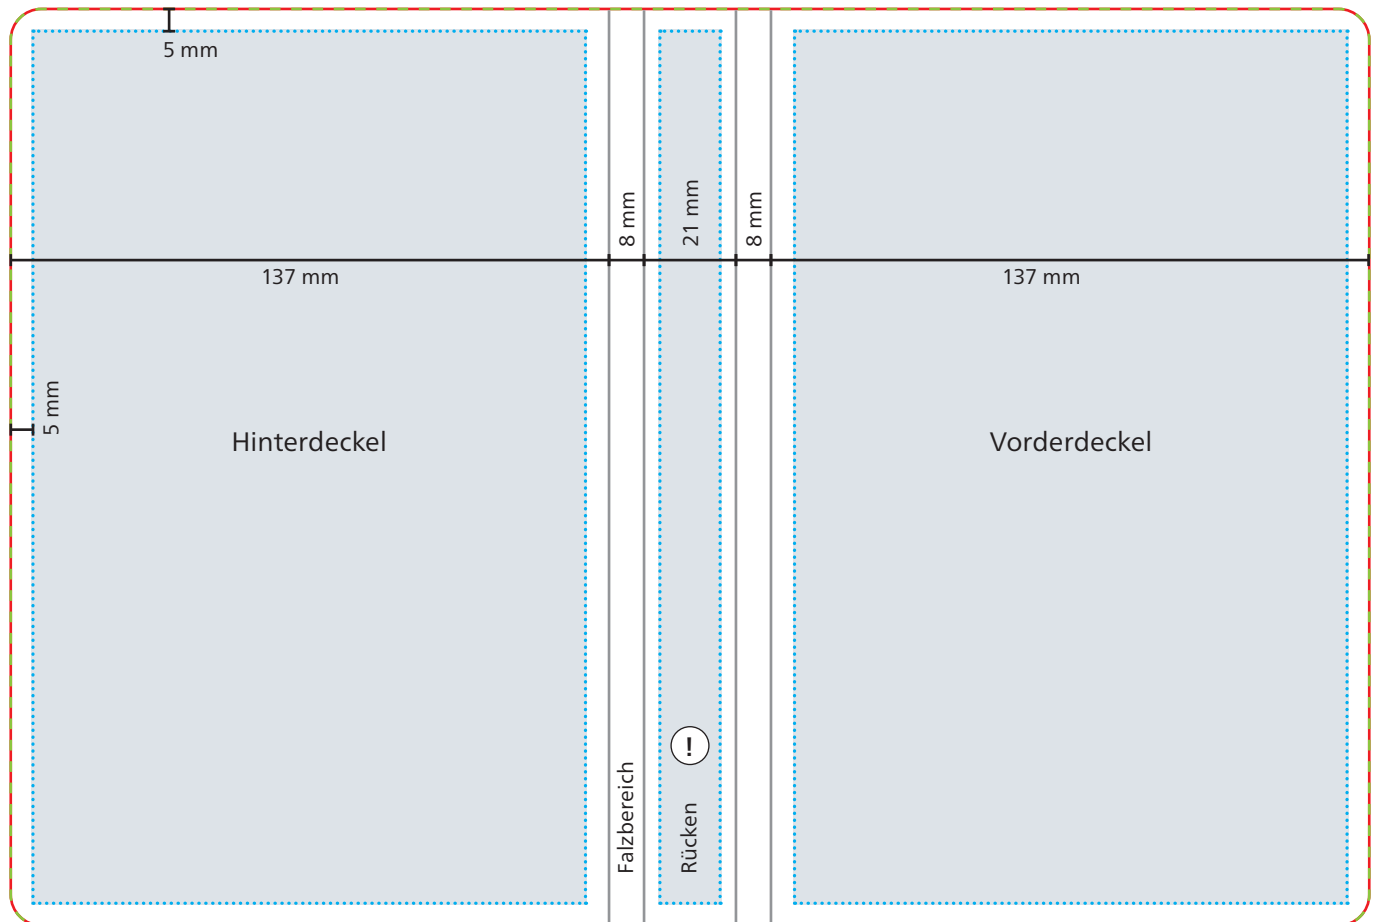 5 mm
8 mm
21 mm
8 mm
137 mm
137 mm
5 mm
Hinterdeckel
Vorderdeckel
!
Falzbereich
Rücken